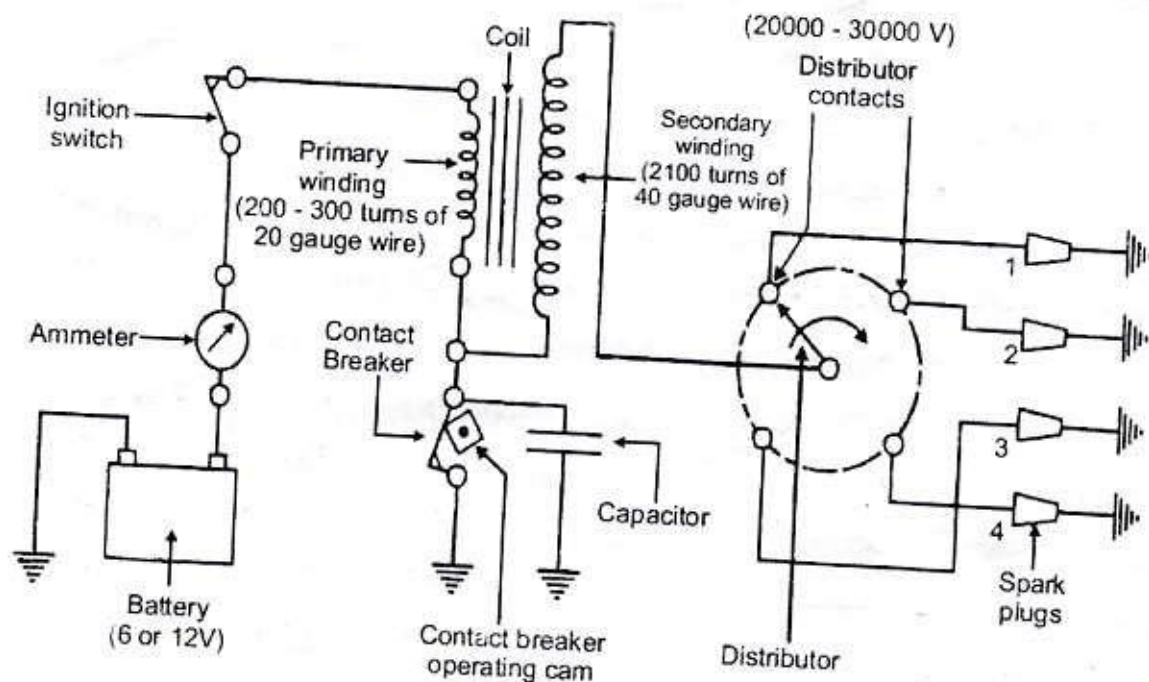 (20000 - 30000 V)
Distributor
contacts
Coil
Ignition
switch
Primary
winding
(200 - 300 turns of
20 gauge wire)
Secondary
winding
(2100 turns of
40 gauge wire)
1
Ammeter
Contact
Breaker
2
3
4
Capacitor
Spark
plugs
Battery
(6 or 12V)
Contact breaker
operating cam
Distributor